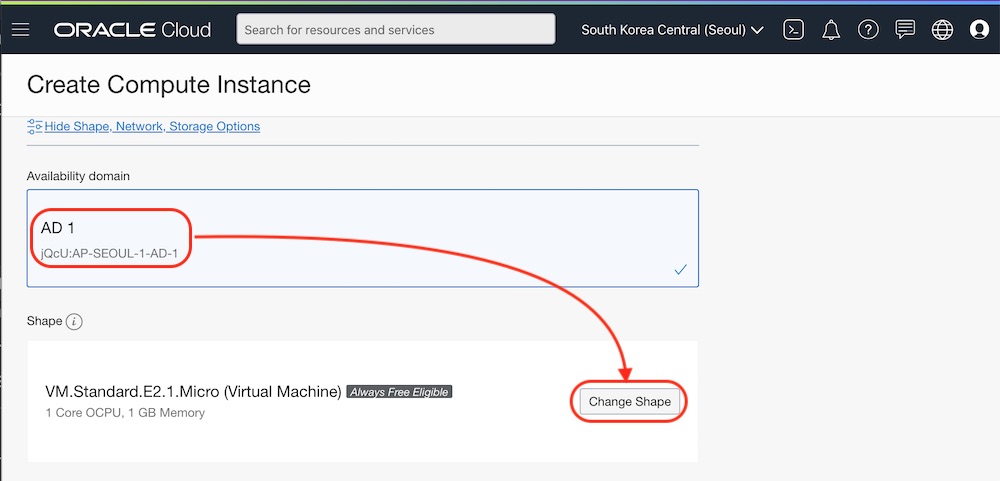 ORACLE Cloud
Search for resources and services
South Korea Central (Seoul)
Create Compute Instance
Hide Shape, Network, Storage Options
Availability domain
AD 1
jQcU:AP-SEOUL-1-AD-1
Shape
VM.Standard.E2.1.Micro (Virtual Machine) Always Free Eligible
1 Core OCPU, 1 GB Memory
Change Shape